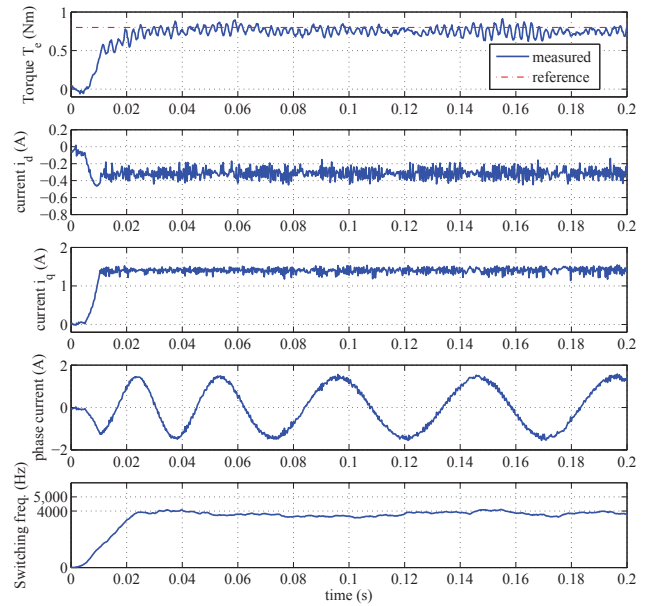 Torque T_e (Nm)
1
0.5
0
measured
reference
0 0.02 0.04 0.06 0.08 0.1 0.12 0.14 0.16 0.18 0.2
current i_d (A)
0.2
0
−0.2
−0.4
−0.6
−0.8
0 0.02 0.04 0.06 0.08 0.1 0.12 0.14 0.16 0.18 0.2
current i_q (A)
2
1
0
0 0.02 0.04 0.06 0.08 0.1 0.12 0.14 0.16 0.18 0.2
phase current (A)
2
0
−2
0 0.02 0.04 0.06 0.08 0.1 0.12 0.14 0.16 0.18 0.2
Switching freq. (Hz)
5,000
4000
0
0 0.02 0.04 0.06 0.08 0.1 0.12 0.14 0.16 0.18 0.2
time (s)